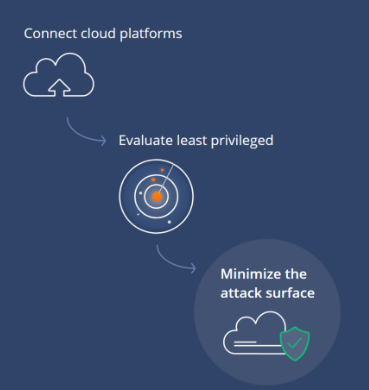 Connect cloud platforms
Evaluate least privileged
Minimize the
attack surface